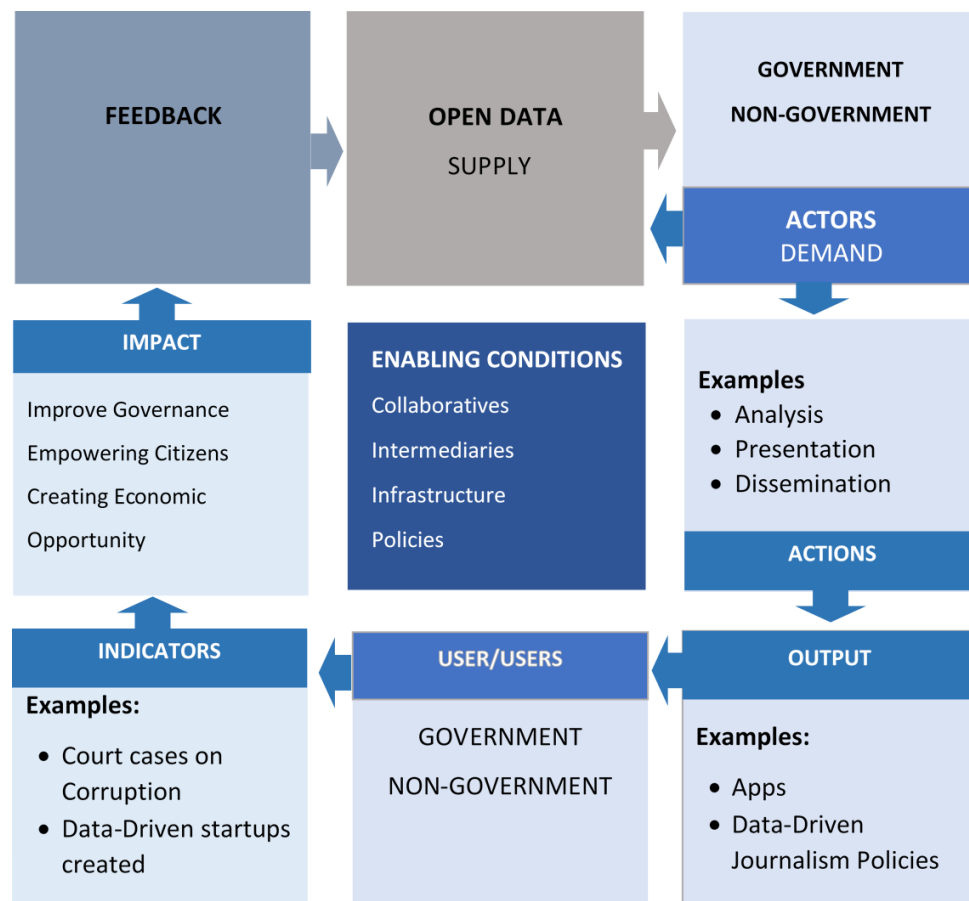 FEEDBACK
OPEN DATA
SUPPLY
GOVERNMENT
NON-GOVERNMENT
ACTORS
DEMAND
IMPACT
Improve Governance
Empowering Citizens
Creating Economic
Opportunity
ENABLING CONDITIONS
Collaboratives
Intermediaries
Infrastructure
Policies
Examples
• Analysis
• Presentation
• Dissemination
ACTIONS
INDICATORS
Examples:
• Court cases on
Corruption
• Data-Driven startups
created
USER/USERS
GOVERNMENT
NON-GOVERNMENT
OUTPUT
Examples:
• Apps
• Data-Driven
Journalism Policies